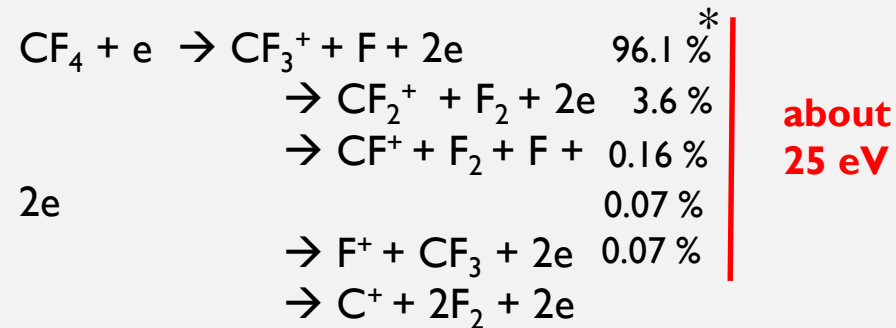 CF₄ + e → CF₃⁺ + F + 2e 96.1 %*
→ CF₂⁺ + F₂ + 2e 3.6 %
→ CF⁺ + F₂ + F + 0.16 %
2e 0.07 %
→ F⁺ + CF₃ + 2e 0.07 %
→ C⁺ + 2F₂ + 2e
about
25 eV